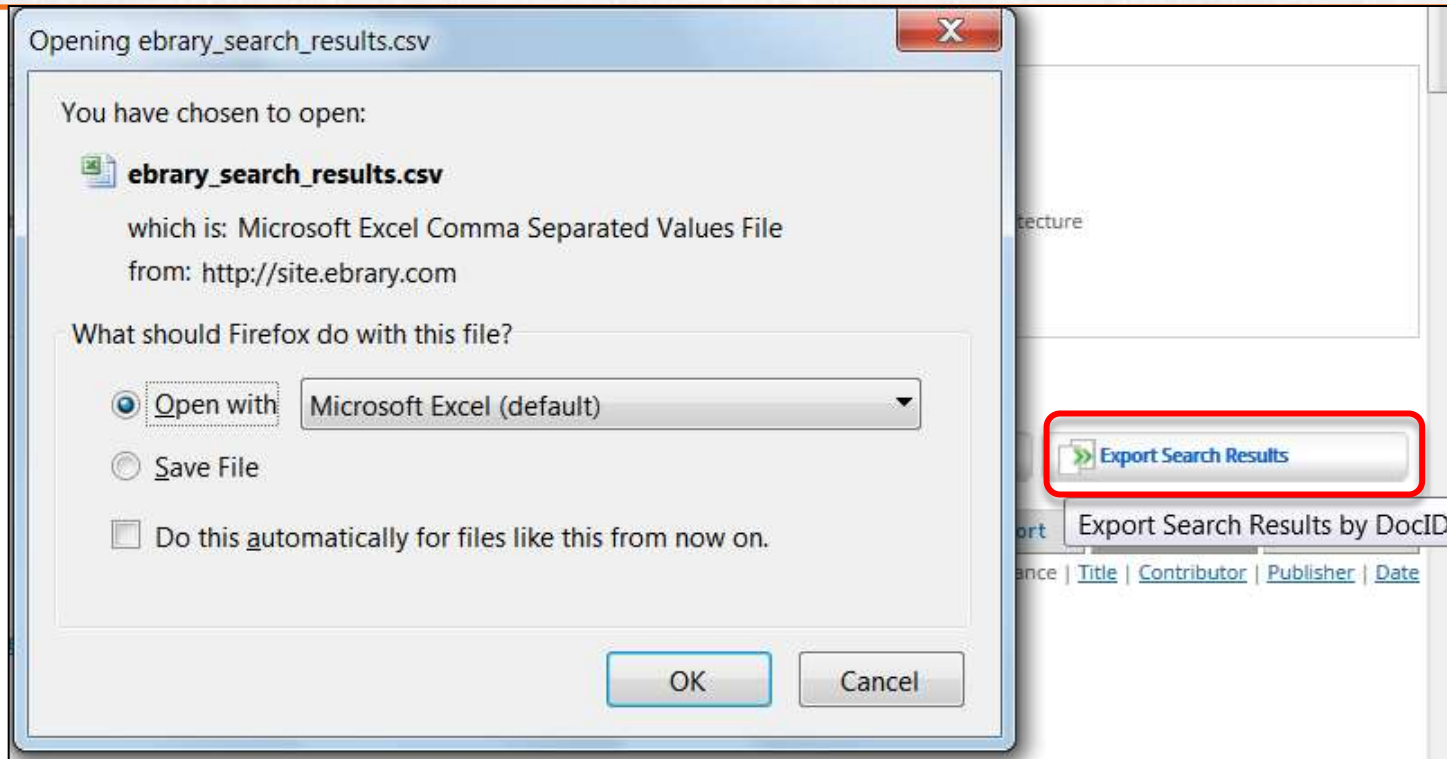 Opening ebrary_search_results.csv
You have chosen to open:
ebrary_search_results.csv
which is: Microsoft Excel Comma Separated Values File
from: http://site.ebrary.com
What should Firefox do with this file?
Open with Microsoft Excel (default)
Save File
Do this automatically for files like this from now on.
OK Cancel
tecture
Export Search Results
ort Export Search Results by DocID
ance | Title | Contributor | Publisher | Date